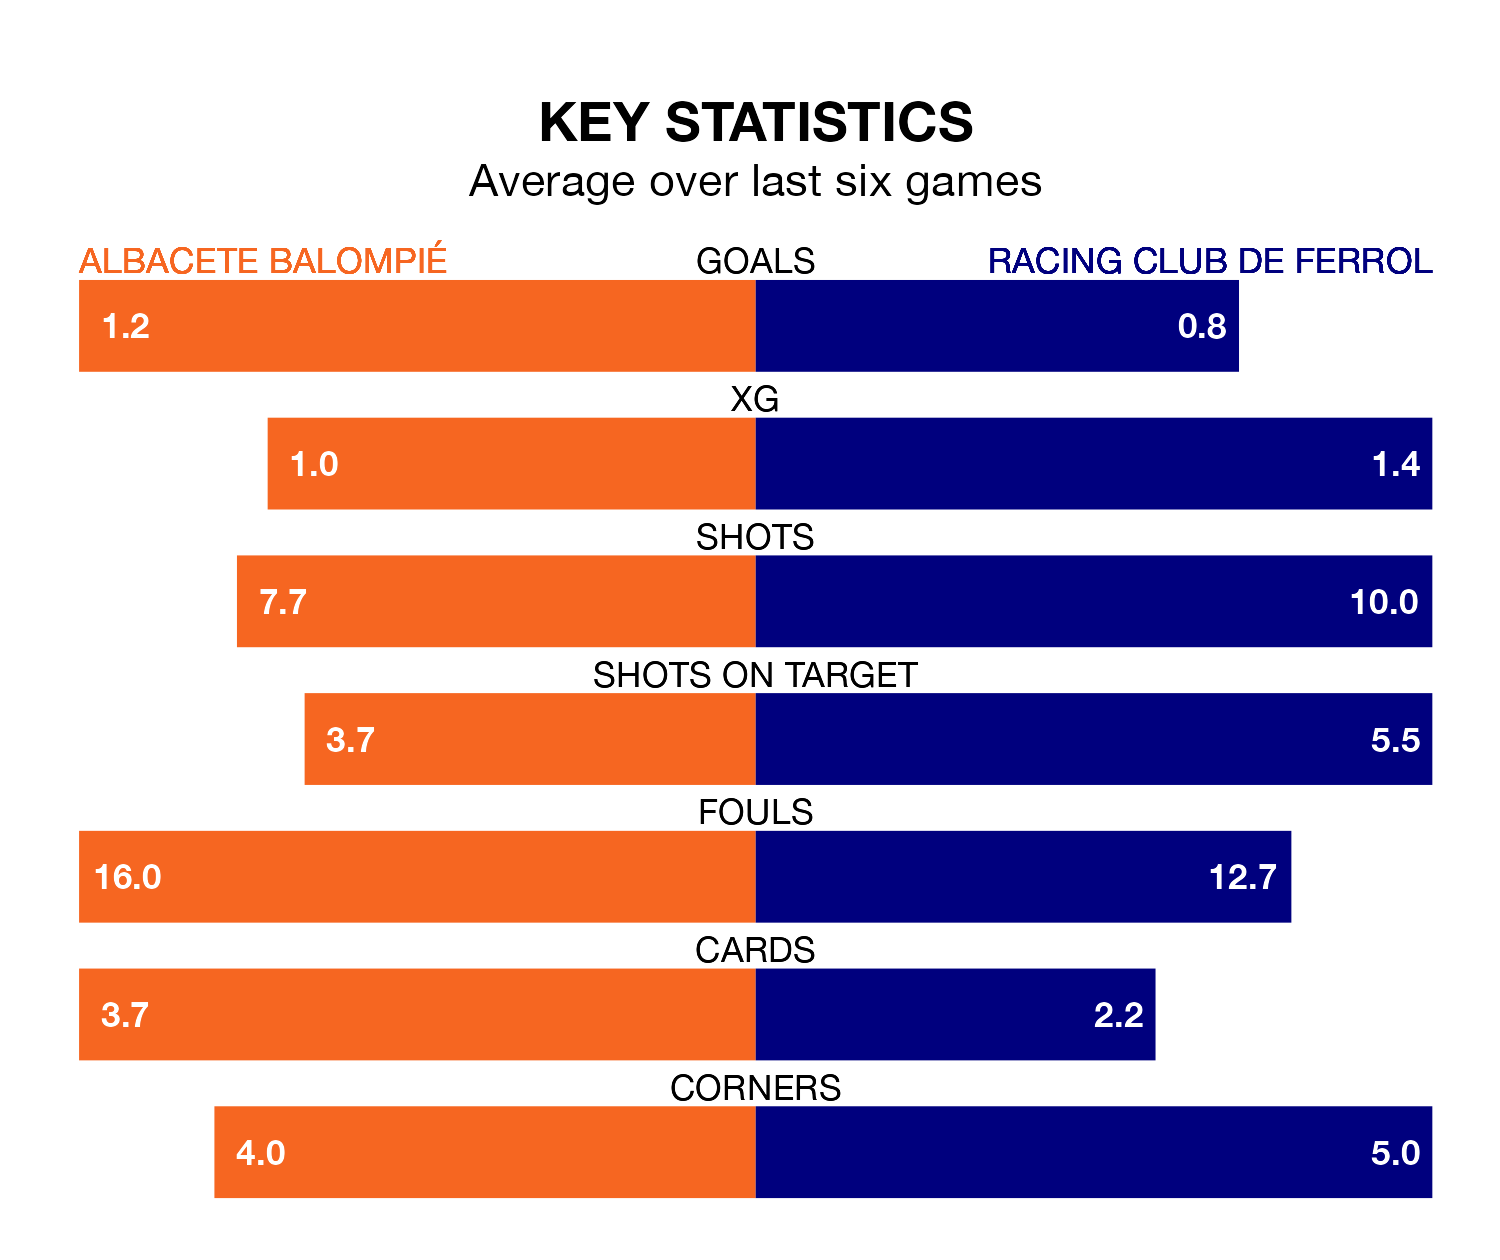 KEY STATISTICS
Average over last six games
ALBACETE BALOMPIÉ GOALS RACING CLUB DE FERROL
1.2 0.8
XG
1.0 1.4
SHOTS
7.7 10.0
SHOTS ON TARGET
3.7 5.5
FOULS
16.0 12.7
CARDS
3.7 2.2
CORNERS
4.0 5.0